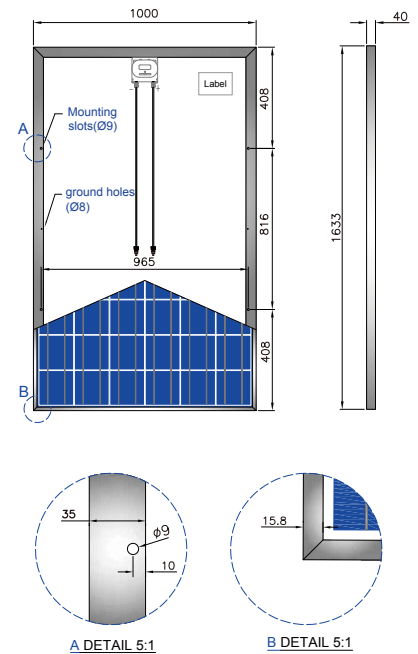 1000
40
− +
Label
408
A
Mounting
slots(Ø9)
ground holes
(Ø8)
816
1633
965
408
B
35
ϕ9
10
15.8
A DETAIL 5:1
B DETAIL 5:1